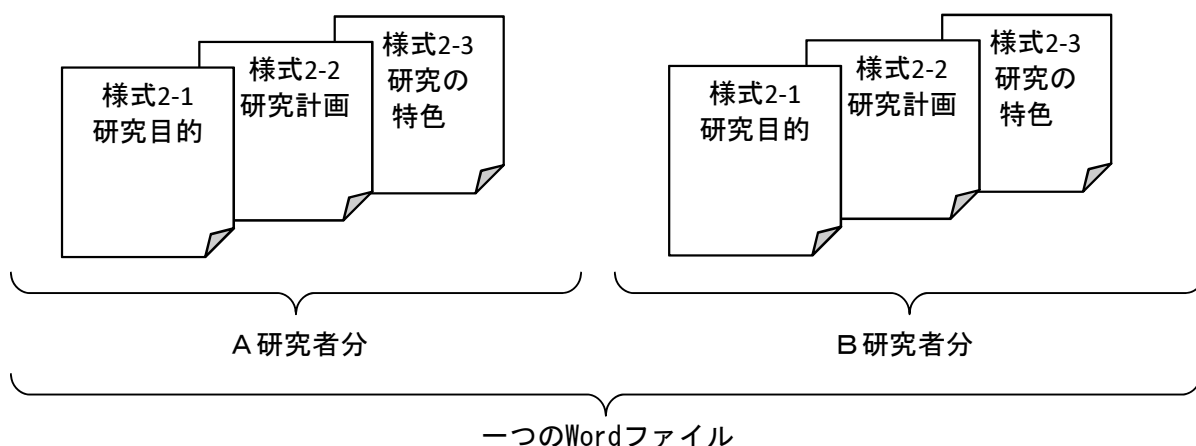 様式2-1
研究目的
様式2-2
研究計画
様式2-3
研究の
特色
様式2-1
研究目的
様式2-2
研究計画
様式2-3
研究の
特色
Ａ研究者分
Ｂ研究者分
一つのWordファイル